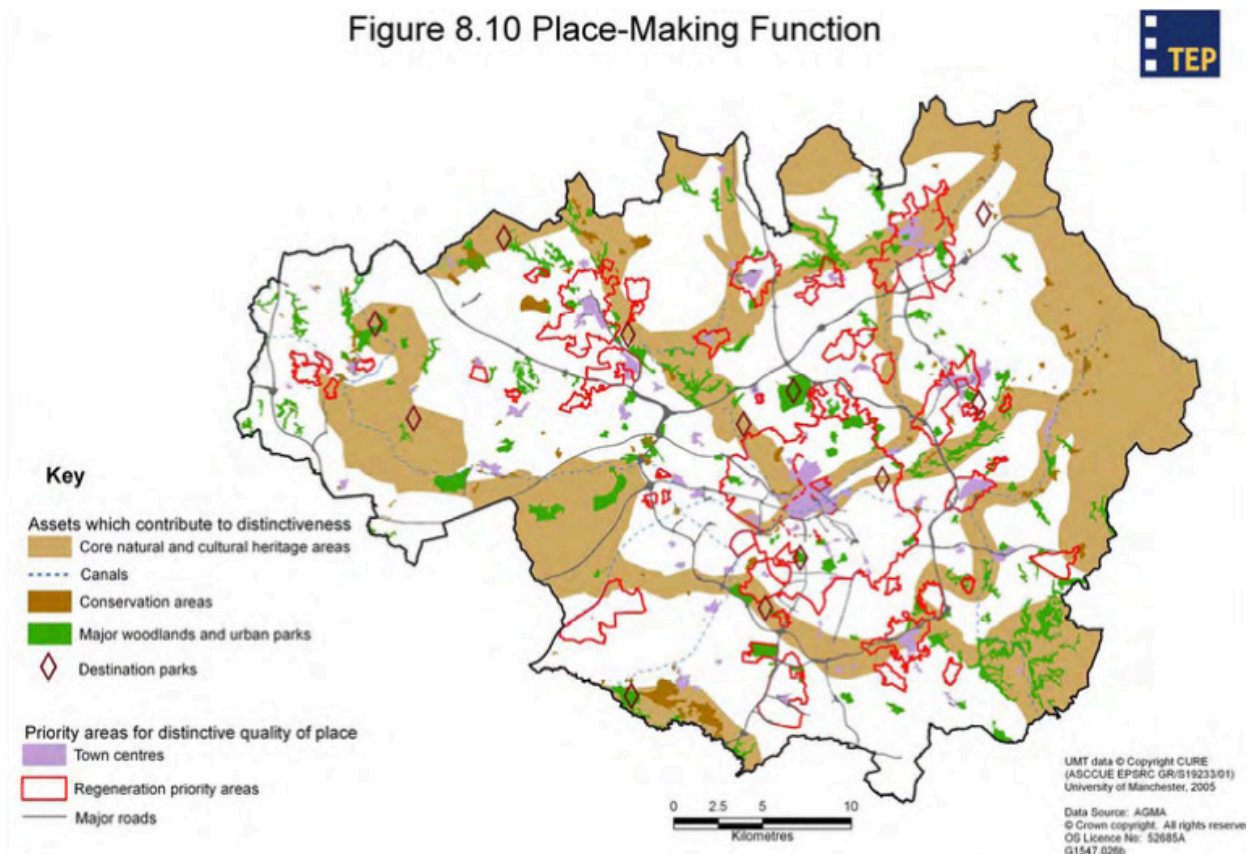 Figure 8.10 Place-Making Function
TEP
Key
Assets which contribute to distinctiveness
Core natural and cultural heritage areas
Canals
Conservation areas
Major woodlands and urban parks
Destination parks
Priority areas for distinctive quality of place
Town centres
Regeneration priority areas
Major roads
0 2.5 5 10
Kilometres
UMT data © Copyright CURE
(ASCCUE EPSRC GR/S19233/01)
University of Manchester, 2005
Data Source: AGMA
© Crown copyright. All rights reserve
OS Licence No: 52685A
G1547.026b